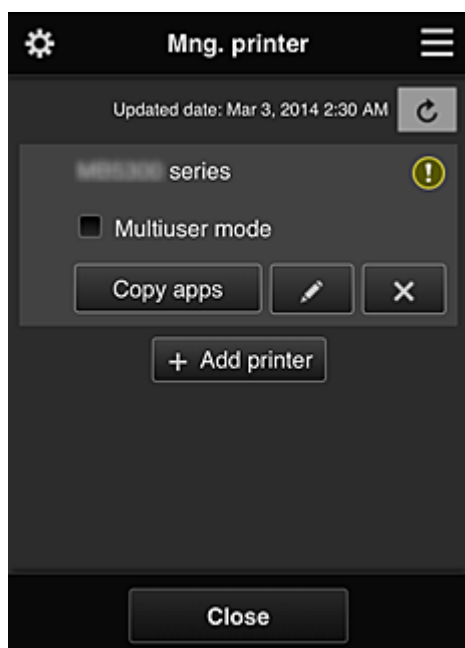 Mng. printer
Updated date: Mar 3, 2014 2:30 AM
series
Multiuser mode
Copy apps
+ Add printer
Close